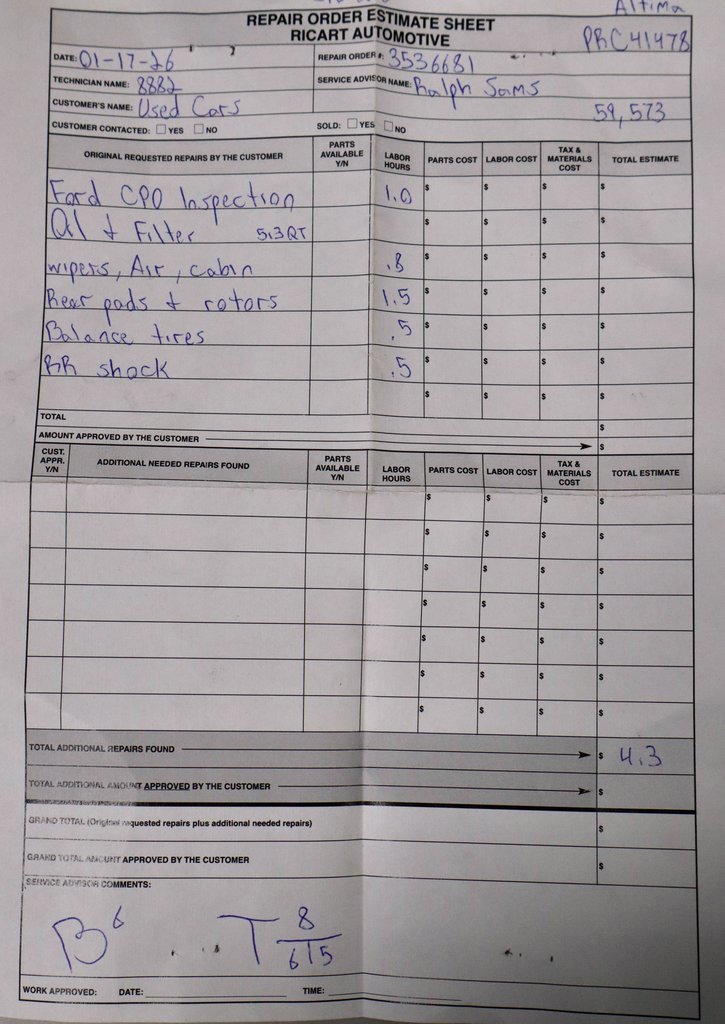 Altima
REPAIR ORDER ESTIMATE SHEET
RICART AUTOMOTIVE
PRC41478
DATE: 01-17-26
REPAIR ORDER #: 3536681
TECHNICIAN NAME: 8882
SERVICE ADVISOR NAME: Ralph Sams
CUSTOMER'S NAME: Used Cars
59,573
CUSTOMER CONTACTED: ☐ YES ☐ NO
SOLD: ☐ YES ☐ NO
ORIGINAL REQUESTED REPAIRS BY THE CUSTOMER PARTS AVAILABLE Y/N LABOR HOURS PARTS COST LABOR COST TAX & MATERIALS COST TOTAL ESTIMATE
Ford CPO Inspection 1.0 $ $ $ $
Oil + Filter 5.3QT $ $ $ $
wipers, Air, cabin .8 $ $ $ $
Rear pads + rotors 1.5 $ $ $ $
Balance tires .5 $ $ $ $
RR shock .5 $ $ $ $
$ $ $ $
TOTAL $
AMOUNT APPROVED BY THE CUSTOMER $
CUST. APPR. Y/N ADDITIONAL NEEDED REPAIRS FOUND PARTS AVAILABLE Y/N LABOR HOURS PARTS COST LABOR COST TAX & MATERIALS COST TOTAL ESTIMATE
$ $ $ $
$ $ $ $
$ $ $ $
$ $ $ $
$ $ $ $
$ $ $ $
$ $ $ $
TOTAL ADDITIONAL REPAIRS FOUND $ 4.3
TOTAL ADDITIONAL AMOUNT APPROVED BY THE CUSTOMER $
GRAND TOTAL (Original requested repairs plus additional needed repairs) $
GRAND TOTAL AMOUNT APPROVED BY THE CUSTOMER $
SERVICE ADVISOR COMMENTS:
B 6 T 8
6 | 5
WORK APPROVED: DATE: TIME: